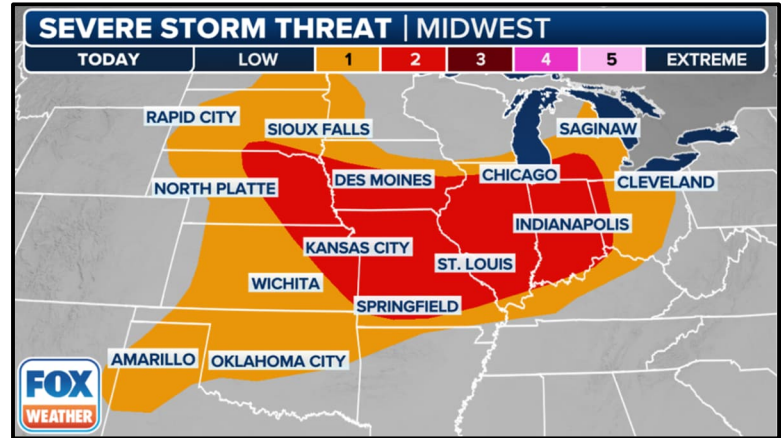 SEVERE STORM THREAT | MIDWEST
TODAY LOW 1 2 3 4 5 EXTREME
RAPID CITY
SIOUX FALLS
SAGINAW
NORTH PLATTE
DES MOINES
CHICAGO
CLEVELAND
INDIANAPOLIS
KANSAS CITY
ST. LOUIS
WICHITA
SPRINGFIELD
AMARILLO
OKLAHOMA CITY
FOX
WEATHER